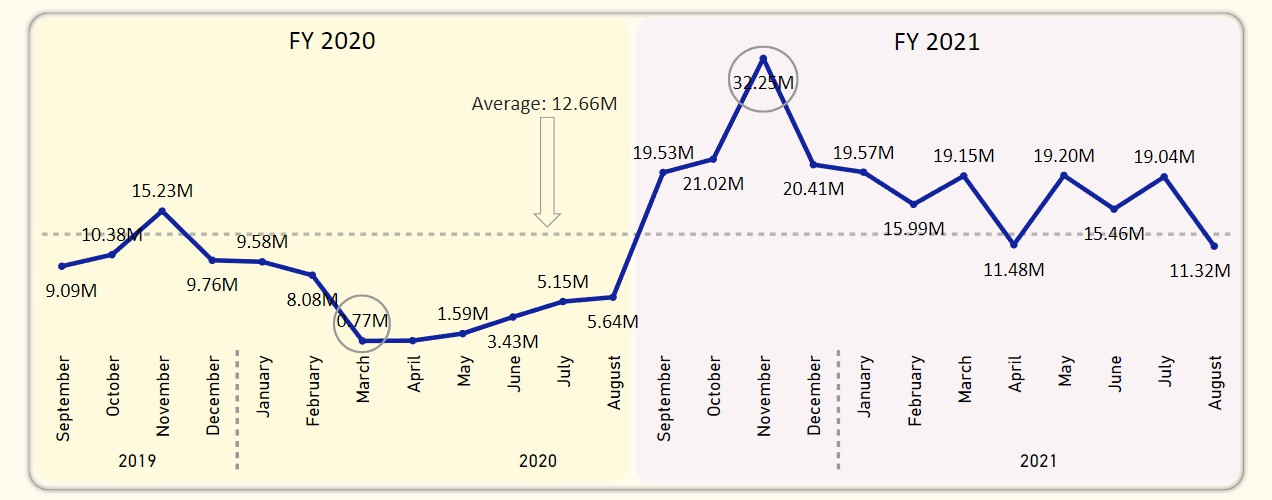 FY 2020
FY 2021
32.25M
Average: 12.66M
19.53M
21.02M
20.41M
19.57M
15.99M
19.15M
11.48M
19.20M
15.46M
19.04M
11.32M
9.09M
10.38M
15.23M
9.76M
9.58M
8.08M
0.77M
1.59M
3.43M
5.15M
5.64M
September
October
November
December
January
February
March
April
May
June
July
August
September
October
November
December
January
February
March
April
May
June
July
August
2019
2020
2021